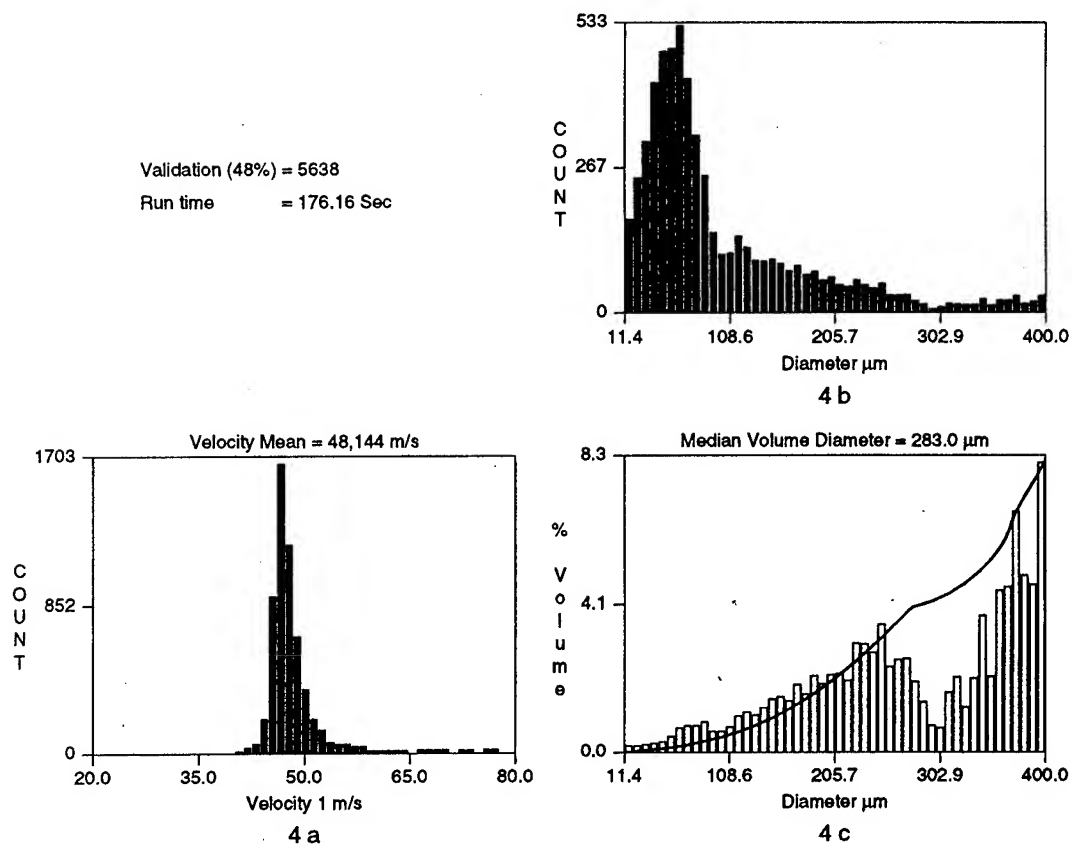 Validation (48%) = 5638
Run time = 176.16 Sec
533
267
0
COUNT
11.4 108.6 205.7 302.9 400.0
Diameter µm
4 b
Velocity Mean = 48,144 m/s
1703
852
0
COUNT
20.0 35.0 50.0 65.0 80.0
Velocity 1 m/s
4 a
Median Volume Diameter = 283.0 µm
8.3
4.1
0.0
% Volume
11.4 108.6 205.7 302.9 400.0
Diameter µm
4 c